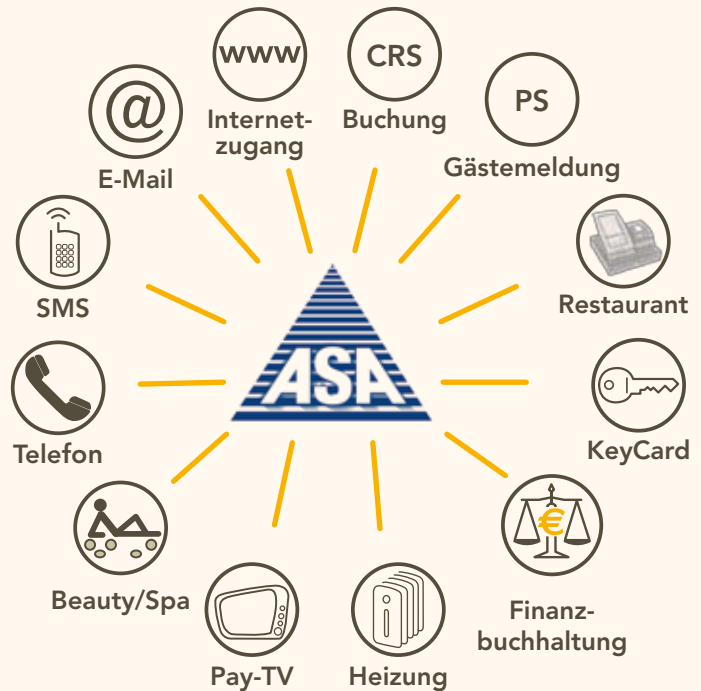 www
CRS
PS
@
Internet-
zugang
Buchung
Gästemeldung
E-Mail
SMS
Restaurant
ASA
Telefon
KeyCard
€
Beauty/Spa
Finanz-
buchhaltung
Pay-TV
Heizung